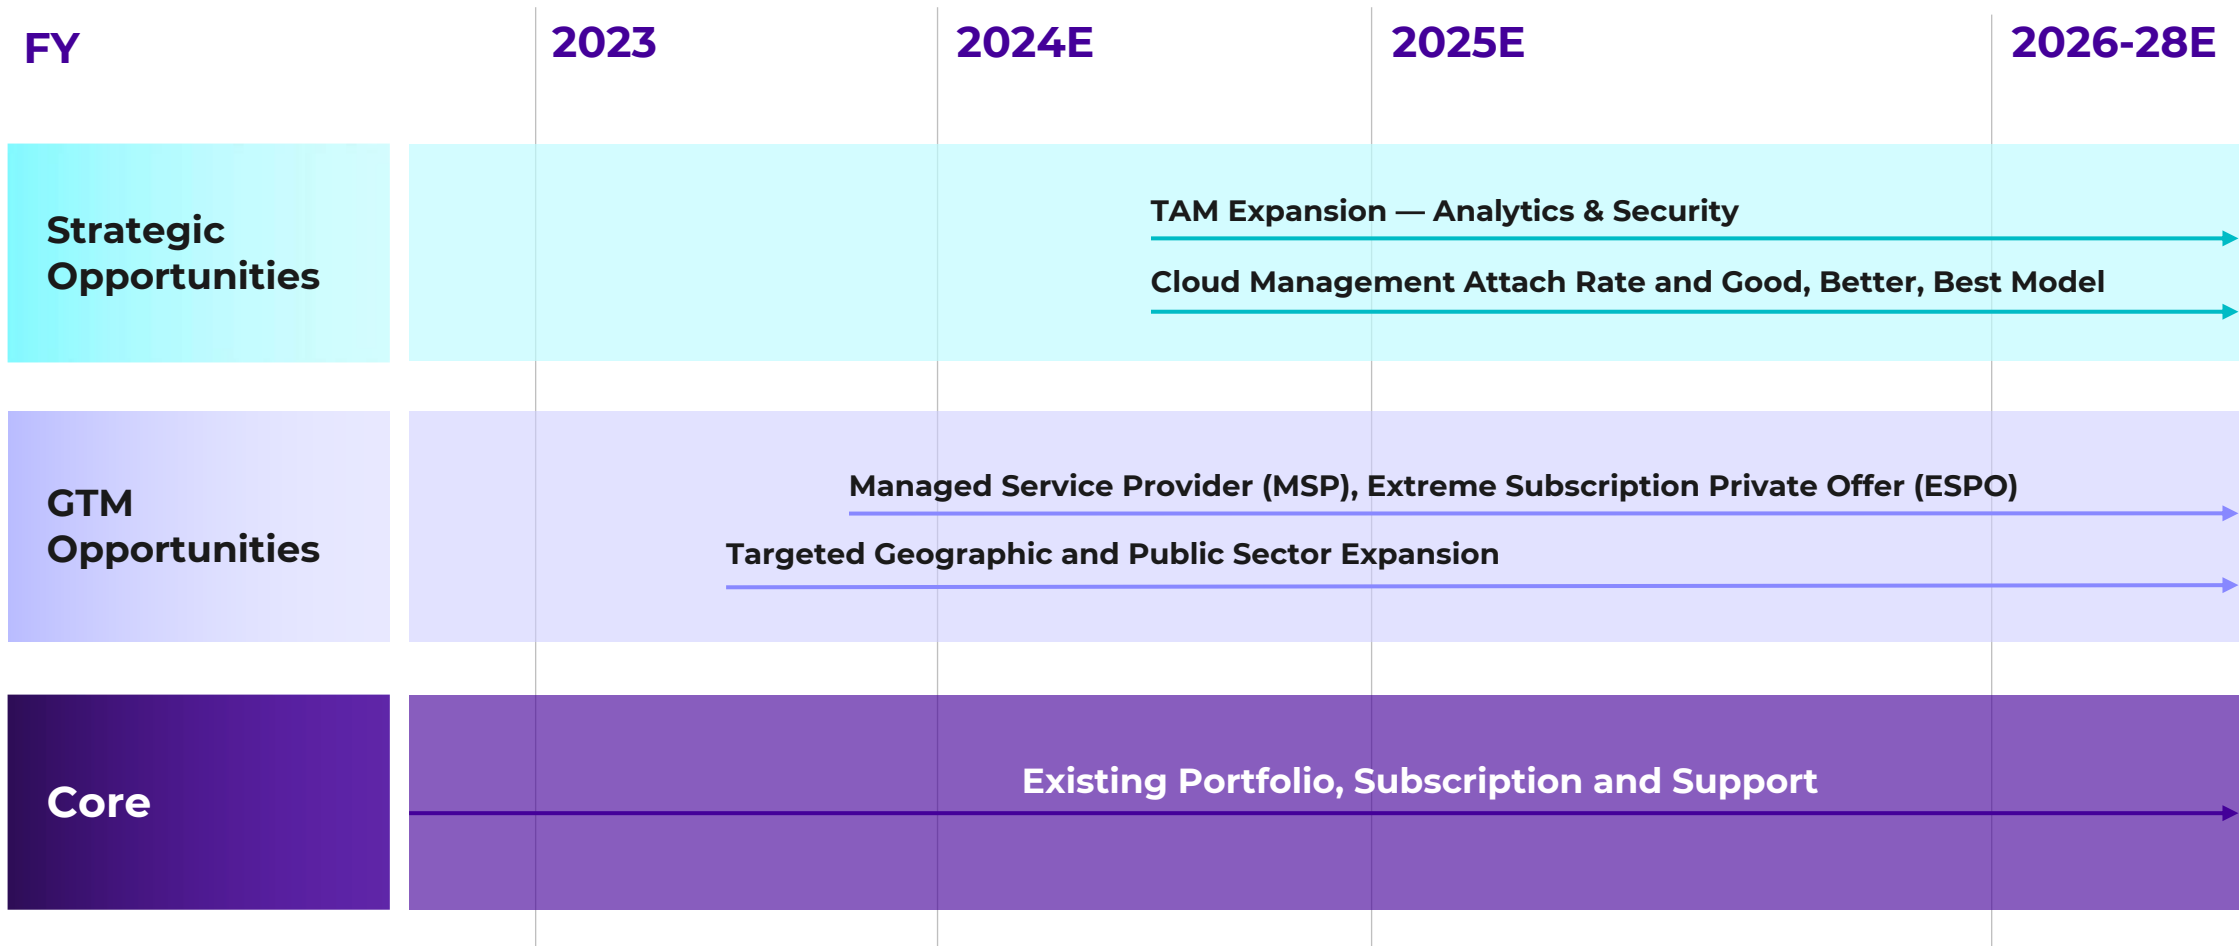 FY
2023
2024E
2025E
2026-28E
Strategic
Opportunities
TAM Expansion — Analytics & Security
Cloud Management Attach Rate and Good, Better, Best Model
GTM
Opportunities
Managed Service Provider (MSP), Extreme Subscription Private Offer (ESPO)
Targeted Geographic and Public Sector Expansion
Core
Existing Portfolio, Subscription and Support